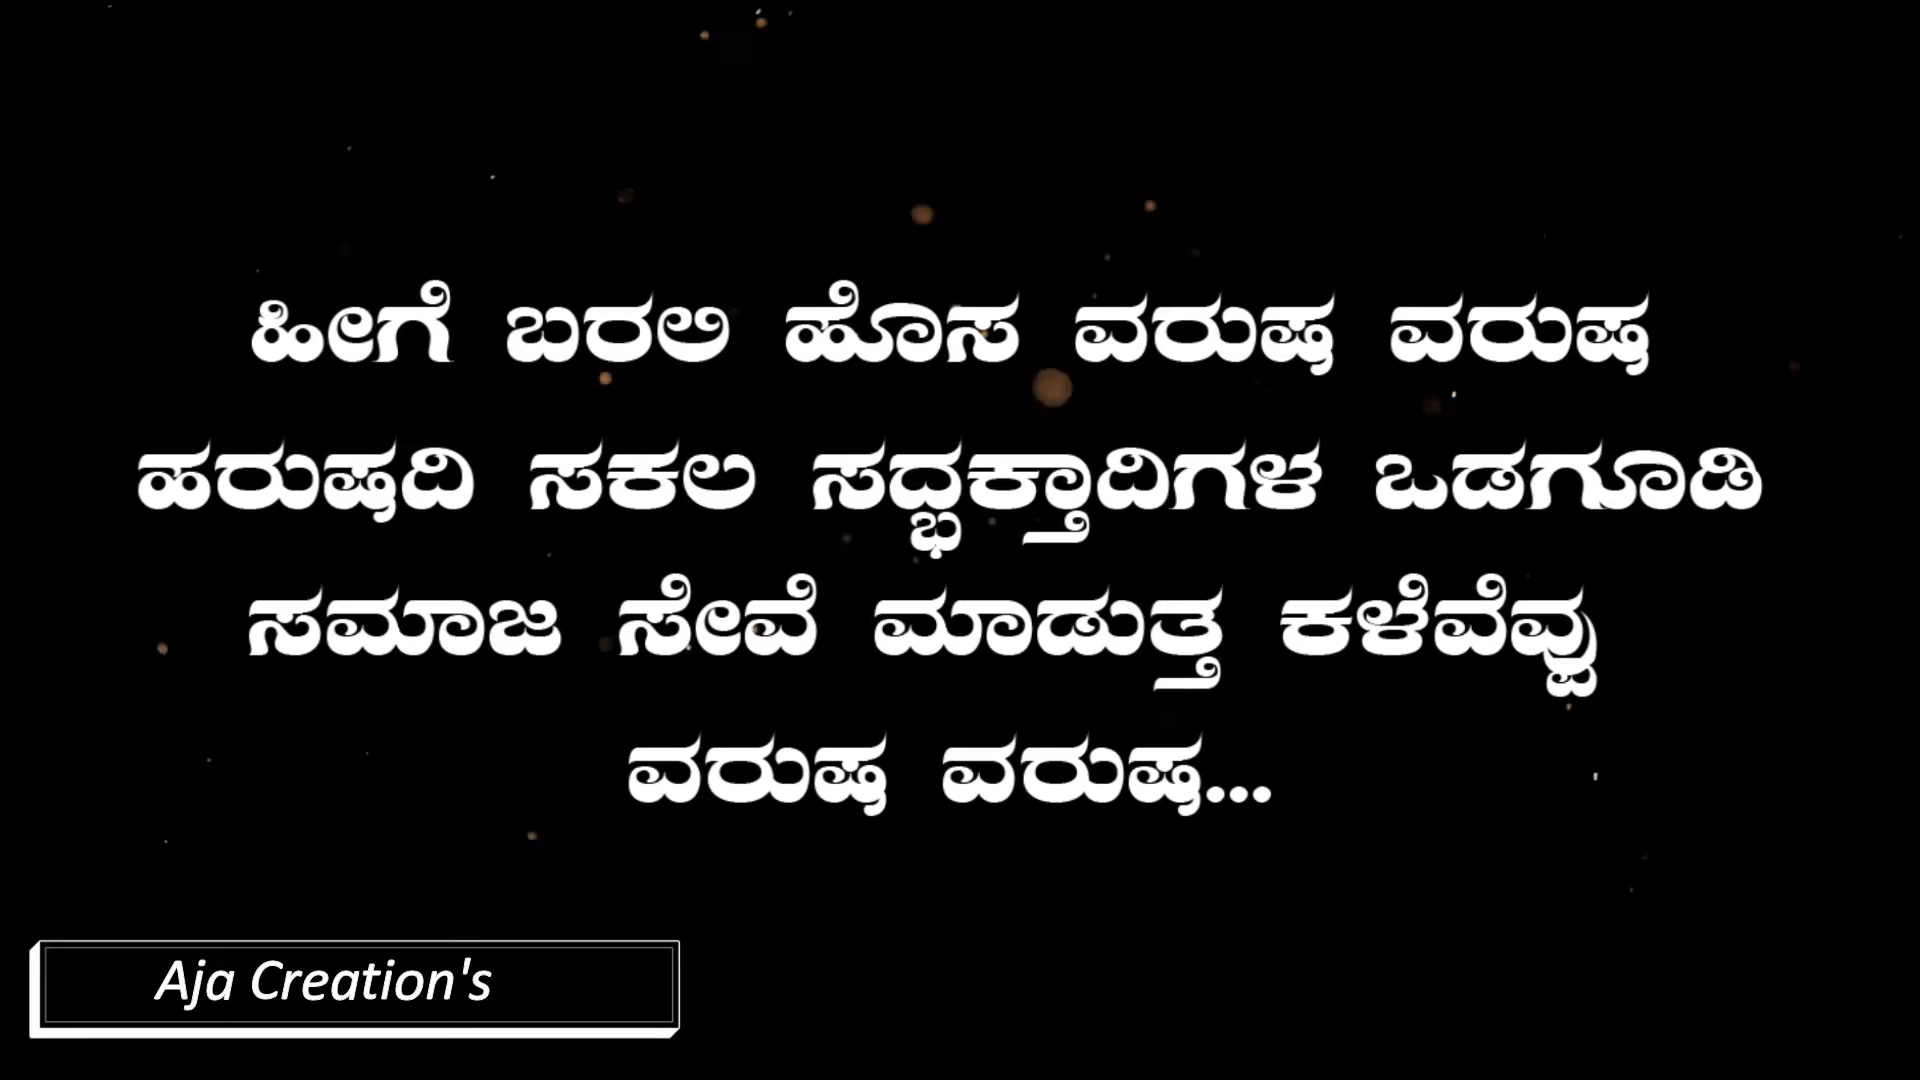 ಹೀಗೆ ಬರಲಿ ಹೊಸ ವರುಷ ವರುಷ
ಹರುಷದಿ ಸಕಲ ಸದ್ಭಕ್ತಾದಿಗಳ ಒಡಗೂಡಿ
ಸಮಾಜ ಸೇವೆ ಮಾಡುತ್ತ ಕಳೆವೆವ್ವು
ವರುಷ ವರುಷ...
Aja Creation's